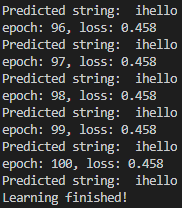 Predicted string:  ihello
epoch: 96, loss: 0.458
Predicted string:  ihello
epoch: 97, loss: 0.458
Predicted string:  ihello
epoch: 98, loss: 0.458
Predicted string:  ihello
epoch: 99, loss: 0.458
Predicted string:  ihello
epoch: 100, loss: 0.458
Predicted string:  ihello
Learning finished!